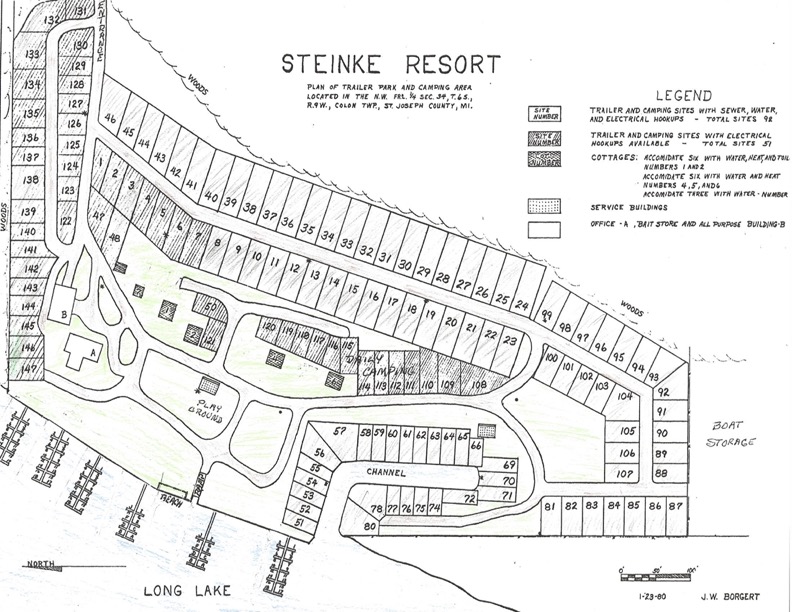 STEINKE RESORT
PLAN OF TRAILER PARK AND CAMPING AREA
LOCATED IN THE N.W. FRL. ¼ SEC. 34, T.6S.,
R.9W., COLON TWP., ST. JOSEPH COUNTY, MI.
LEGEND
SITE NUMBER
TRAILER AND CAMPING SITES WITH SEWER, WATER,
AND ELECTRICAL HOOKUPS – TOTAL SITES 98
SITE NUMBER
TRAILER AND CAMPING SITES WITH ELECTRICAL
HOOKUPS AVAILABLE – TOTAL SITES 51
COTTAGES: ACCOMIDATE SIX WITH WATER, HEAT, AND TOIL
NUMBERS 1 AND 2
ACCOMIDATE SIX WITH WATER AND HEAT
NUMBERS 4, 5, AND 6
ACCOMIDATE THREE WITH WATER - NUMBER
SERVICE BUILDINGS
OFFICE - A , BAIT STORE AND ALL PURPOSE BUILDING - B
ENTRANCE
WOODS
WOODS
WOODS
132 131
133 130
129
134 128
127
135 126
136 125
137 124
138 123
139 122
140
141
142
143
144
145
146
147
46 45 44 43 42 41 40 39 38 37 36 35 34 33 32 31 30 29 28 27 26 25 24
1 2 3 4 5 6 7 8 9 10 11 12 13 14 15 16 17 18 19 20 21 22 23
47 48
50
121
120 119 118 117 116 115
DAILY
CAMPING
114 113 112 111 110 109 108
99 98 97 96 95 94 93
100 101 102 103 104
92
91
105 90
106 89
107 88
BOAT
STORAGE
B
A
PLAY
GROUND
57 58 59 60 61 62 63 64 65
56 66
55
54
53
52
51
CHANNEL
69
70
71
72
78 77 76 75 74
80
81 82 83 84 85 86 87
BEACH
NORTH
LONG LAKE
0' 50' 100'
1-23-80 J.W. BORGERT